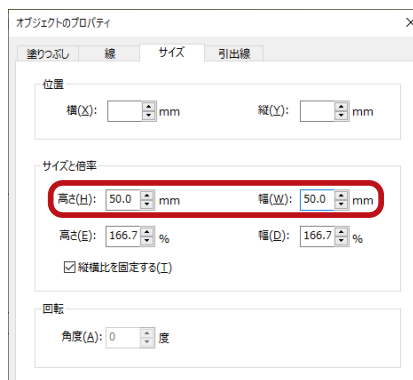 オブジェクトのプロパティ
塗りつぶし 線 サイズ 引出線
位置
横(X): mm 縦(Y): mm
サイズと倍率
高さ(H): 50.0 mm 幅(W): 50.0 mm
高さ(E): 166.7 % 幅(D): 166.7 %
縦横比を固定する(T)
回転
角度(A): 0 度